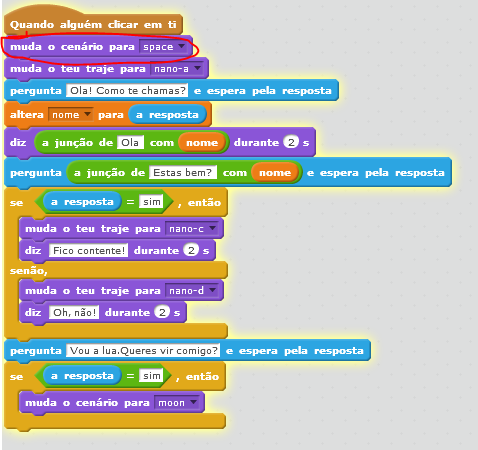 Quando alguém clicar em ti
muda o cenário para space
muda o teu traje para nano-a
pergunta Ola! Como te chamas? e espera pela resposta
altera nome para a resposta
diz a junção de Ola com nome durante 2 s
pergunta a junção de Estas bem? com nome e espera pela resposta
se a resposta = sim , então
muda o teu traje para nano-c
diz Fico contente! durante 2 s
senão,
muda o teu traje para nano-d
diz Oh, não! durante 2 s
pergunta Vou a lua.Queres vir comigo? e espera pela resposta
se a resposta = sim , então
muda o cenário para moon